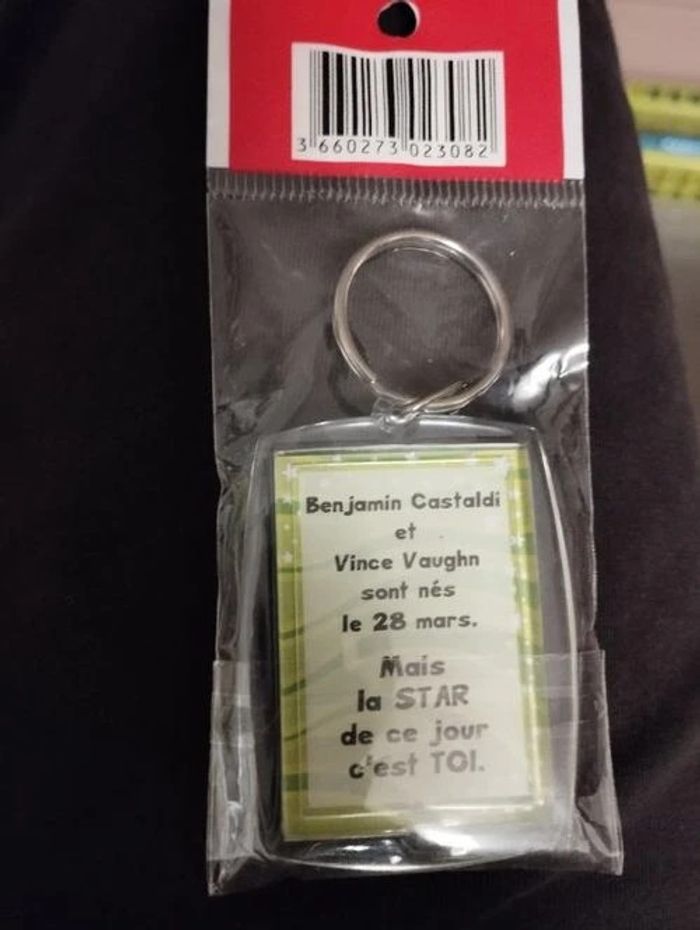 3 660273 023082
Benjamin Castaldi
et
Vince Vaughn
sont nés
le 28 mars.
Mais
la STAR
de ce jour
c'est TOI.